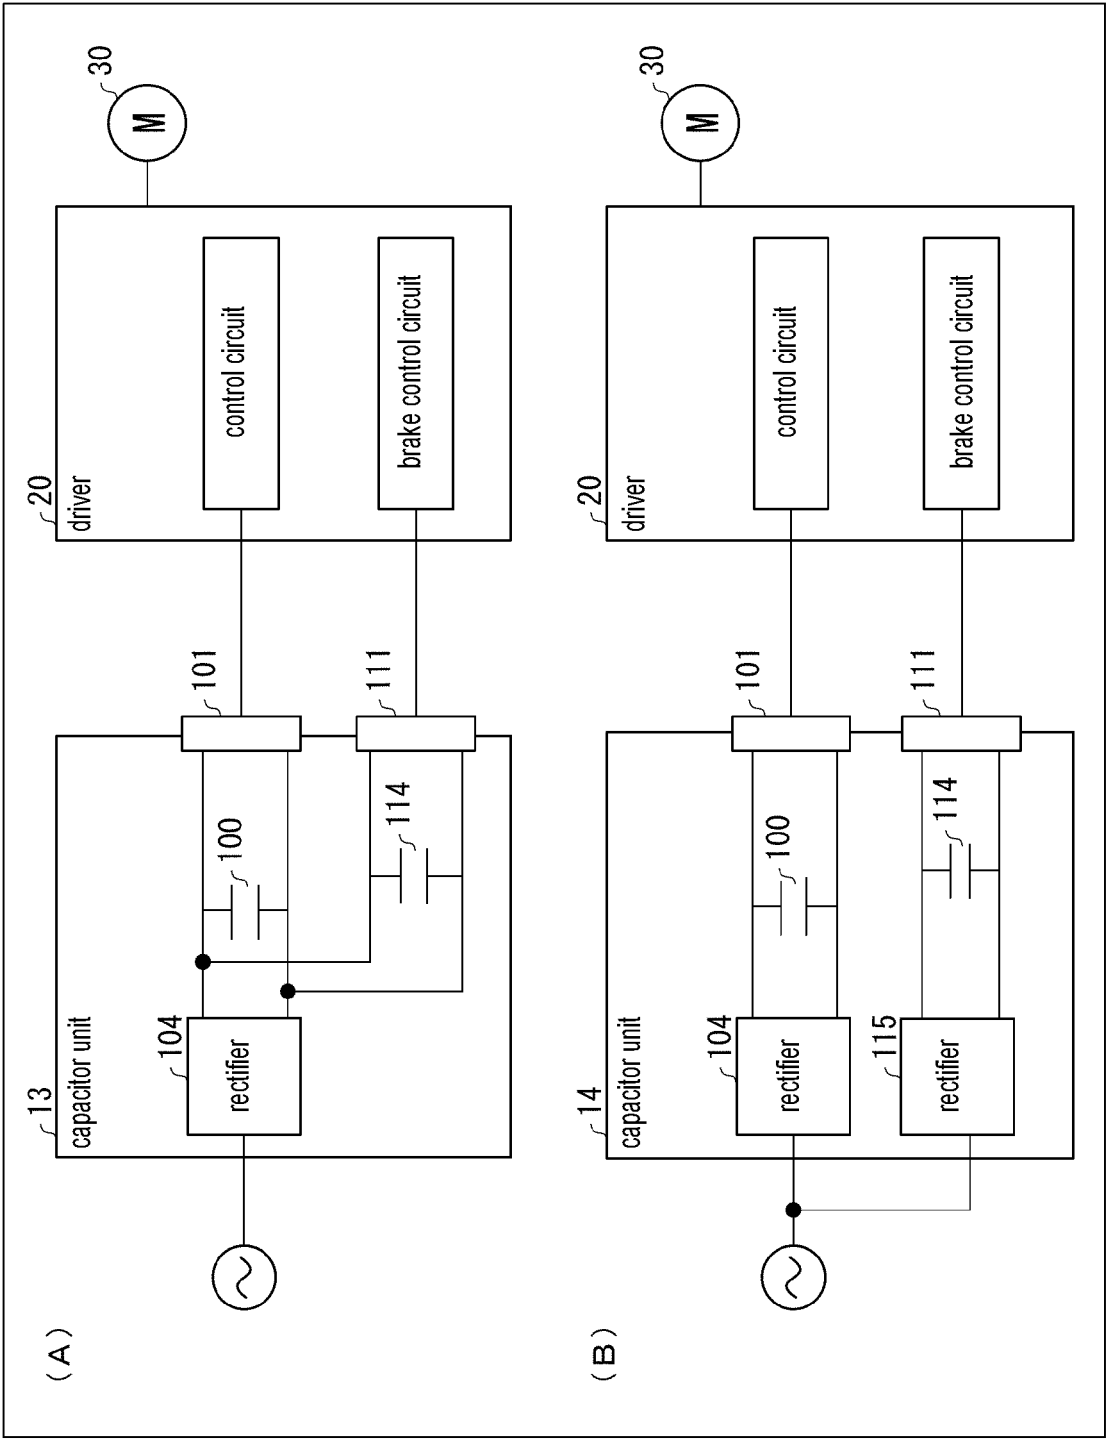 (A)
13
capacitor unit
104
rectifier
100
114
101
111
20
driver
control circuit
brake control circuit
30
M
(B)
14
capacitor unit
104
rectifier
115
rectifier
100
114
101
111
20
driver
control circuit
brake control circuit
30
M